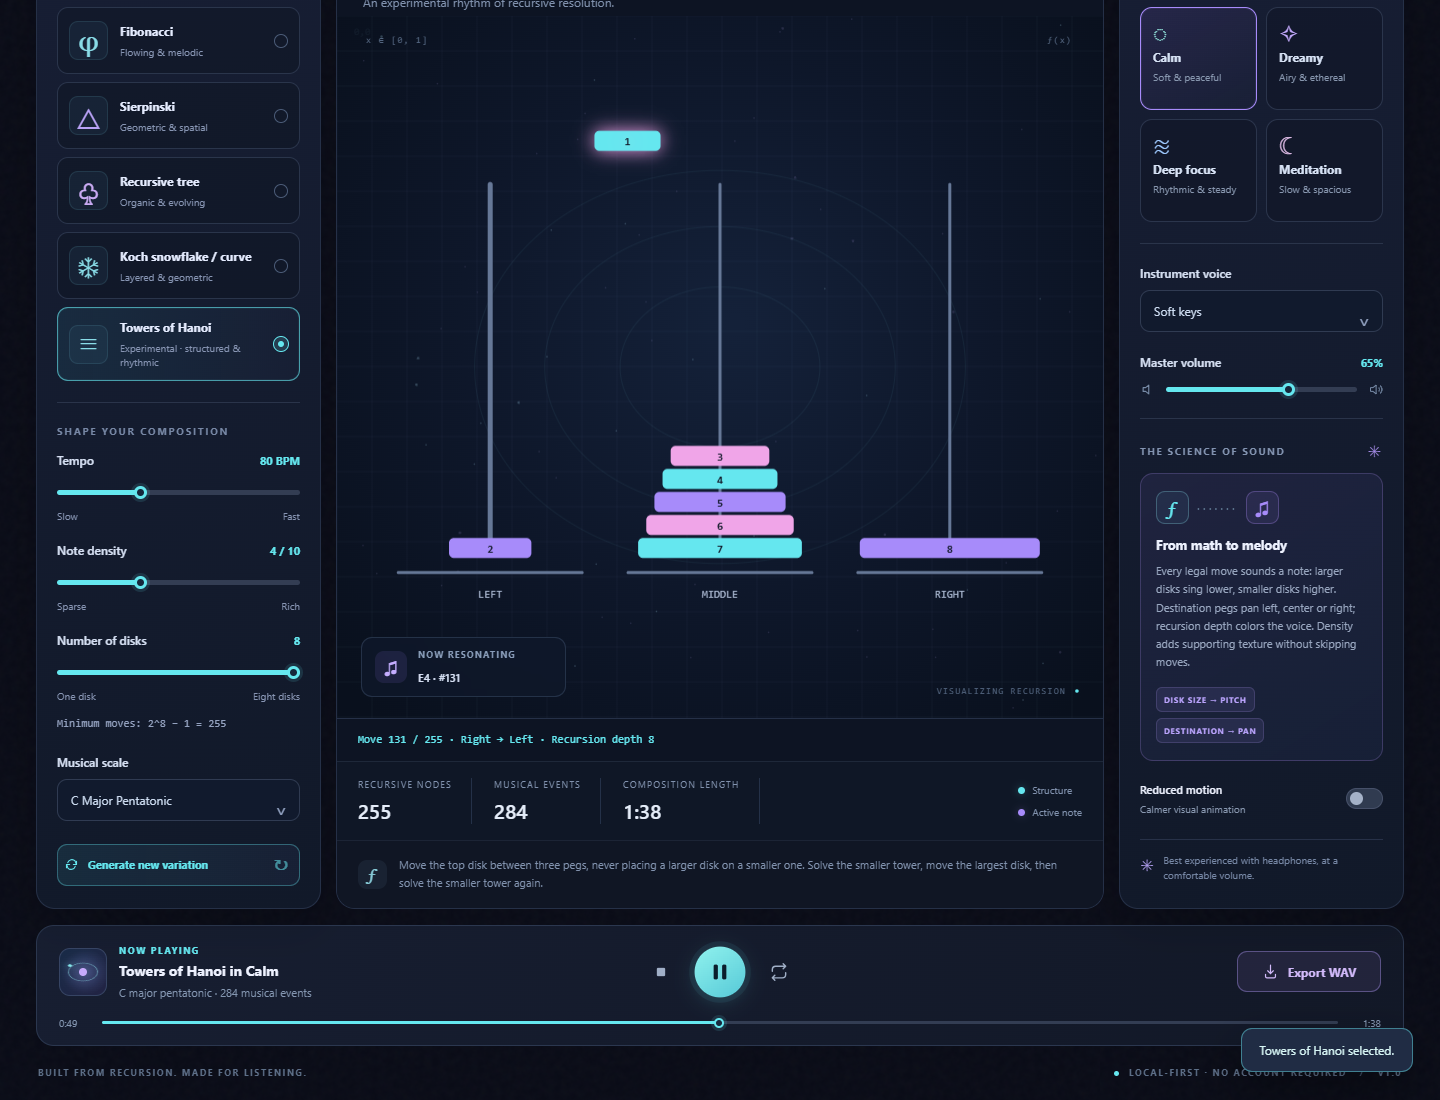 Fibonacci
Flowing & melodic
Sierpinski
Geometric & spatial
Recursive tree
Organic & evolving
Koch snowflake / curve
Layered & geometric
Towers of Hanoi
Experimental · structured &
rhythmic
SHAPE YOUR COMPOSITION
Tempo
80 BPM
Slow
Fast
Note density
4 / 10
Sparse
Rich
Number of disks
8
One disk
Eight disks
Minimum moves: 2^8 − 1 = 255
Musical scale
C Major Pentatonic
Generate new variation
An experimental rhythm of recursive resolution.
[0, 1]
f(x)
1
3
4
5
6
2
7
8
LEFT
MIDDLE
RIGHT
NOW RESONATING
E4 · #131
VISUALIZING RECURSION
Move 131 / 255 · Right → Left · Recursion depth 8
RECURSIVE NODES
255
MUSICAL EVENTS
284
COMPOSITION LENGTH
1:38
Structure
Active note
Move the top disk between three pegs, never placing a larger disk on a smaller one. Solve the smaller tower, move the largest disk, then
solve the smaller tower again.
Calm
Soft & peaceful
Dreamy
Airy & ethereal
Deep focus
Rhythmic & steady
Meditation
Slow & spacious
Instrument voice
Soft keys
Master volume
65%
THE SCIENCE OF SOUND
From math to melody
Every legal move sounds a note: larger
disks sing lower, smaller disks higher.
Destination pegs pan left, center or right;
recursion depth colors the voice. Density
adds supporting texture without skipping
moves.
DISK SIZE → PITCH
DESTINATION → PAN
Reduced motion
Calmer visual animation
Best experienced with headphones, at a
comfortable volume.
NOW PLAYING
Towers of Hanoi in Calm
C major pentatonic · 284 musical events
Export WAV
0:49
1:38
Towers of Hanoi selected.
BUILT FROM RECURSION. MADE FOR LISTENING.
LOCAL-FIRST · NO ACCOUNT REQUIRED / V1.0